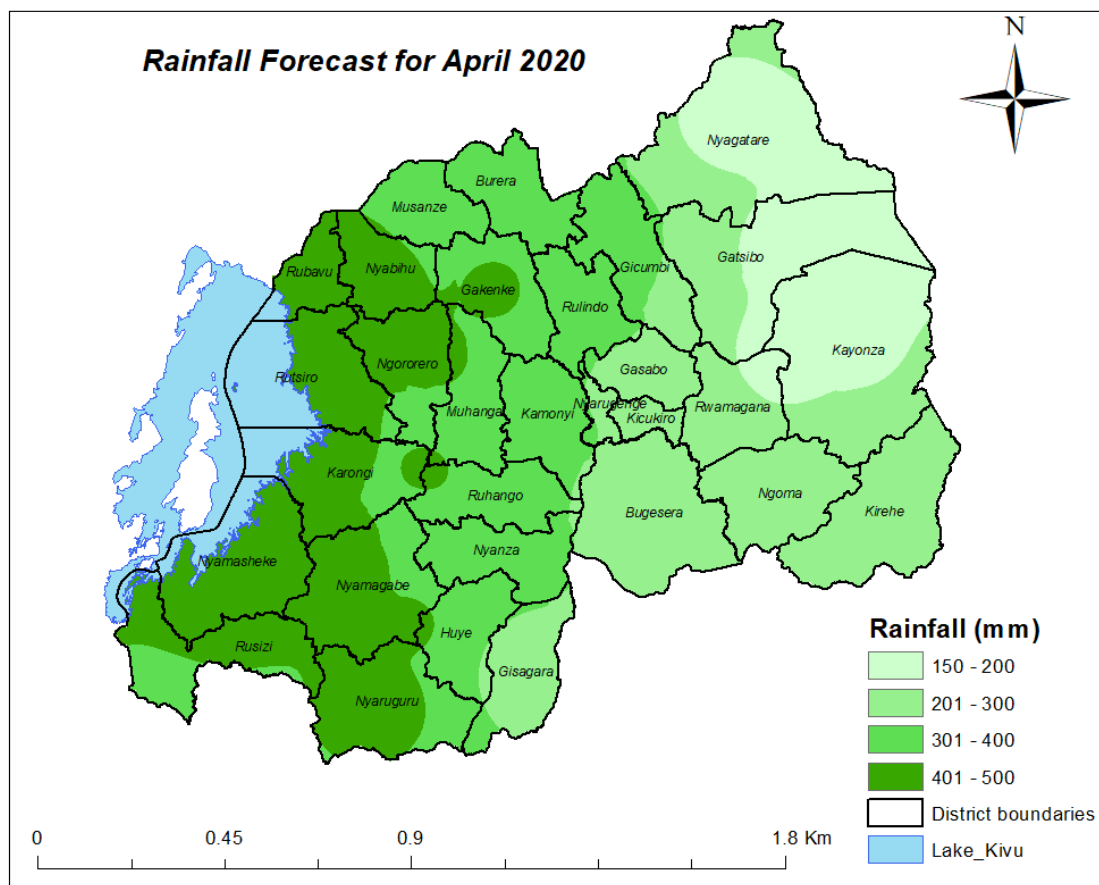 Rainfall Forecast for April 2020
N
Nyagatare
Burera
Musanze
Rubavu
Nyabihu
Gakenke
Gicumbi
Gatsibo
Rulindo
Kayonza
Rutsiro
Ngororero
Gasabo
Muhanga
Kamonyi
Nyarugenge
Kicukiro
Rwamagana
Karongi
Ruhango
Bugesera
Ngoma
Kirehe
Nyamasheke
Nyamagabe
Nyanza
Rusizi
Huye
Gisagara
Nyaruguru
Rainfall (mm)
150 - 200
201 - 300
301 - 400
401 - 500
District boundaries
Lake_Kivu
0 0.45 0.9 1.8 Km